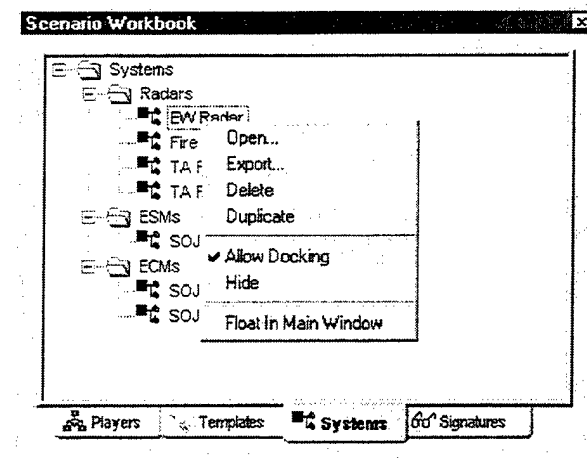 Scenario Workbook
Systems
Radars
EW Radar
Fire
TA F
TA F
ESMs
SOJ
ECMs
SOJ
SOJ
Open...
Export...
Delete
Duplicate
Allow Docking
Hide
Float In Main Window
Players Templates Systems Signatures